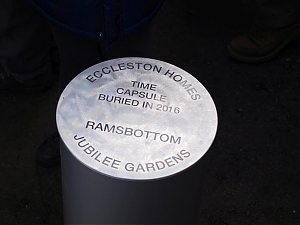 ECCLESTON HOMES
TIME
CAPSULE
BURIED IN 2016
RAMSBOTTOM
JUBILEE GARDENS